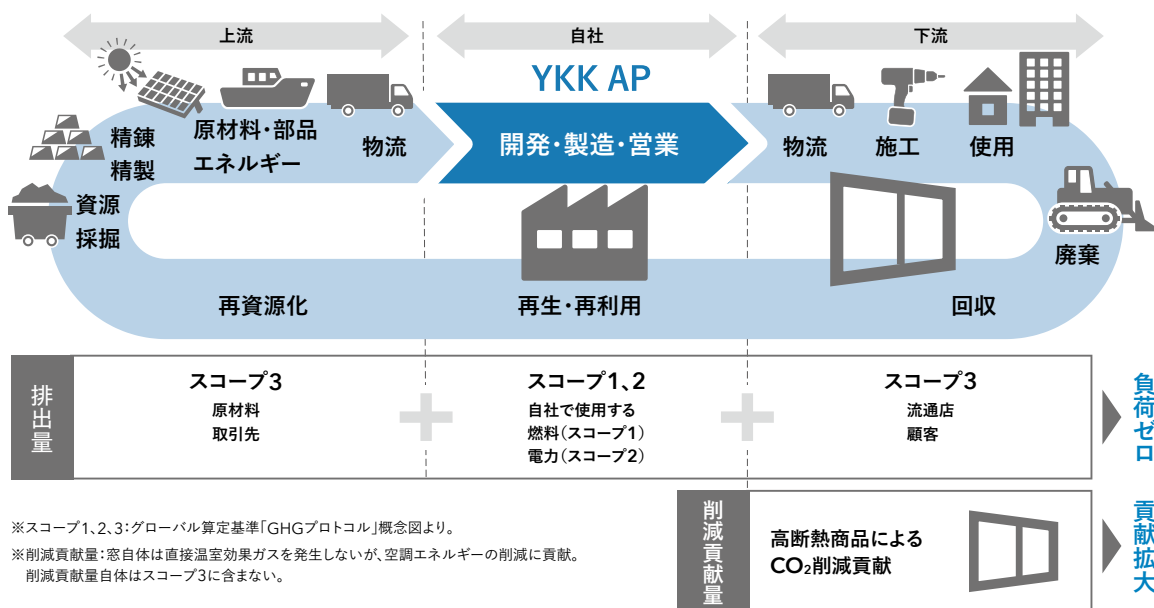 上流
自社
下流
YKK AP
精錬
精製
原材料・部品
エネルギー
物流
開発・製造・営業
物流
施工
使用
資源
採掘
廃棄
再資源化
再生・再利用
回収
排出量
スコープ3
原材料
取引先
スコープ1、2
自社で使用する
燃料（スコープ1）
電力（スコープ2）
スコープ3
流通店
顧客
負荷ゼロ
※スコープ1、2、3：グローバル算定基準「GHGプロトコル」概念図より。
※削減貢献量：窓自体は直接温室効果ガスを発生しないが、空調エネルギーの削減に貢献。
削減貢献量自体はスコープ3に含まない。
削減貢献量
高断熱商品による
CO₂削減貢献
貢献拡大